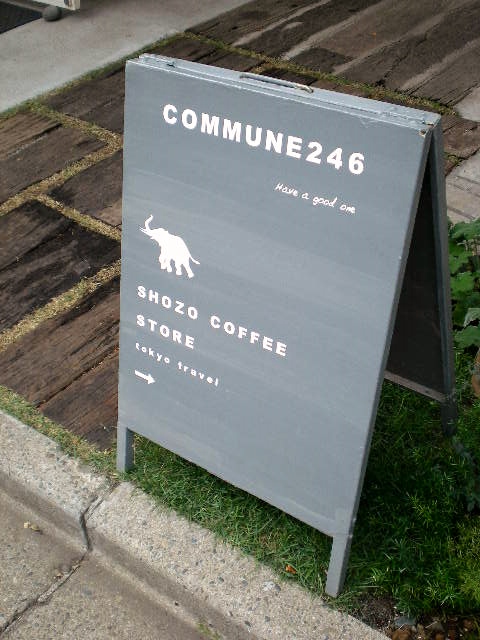 COMMUNE246
Have a good one
SHOZO COFFEE
STORE
tokyo travel